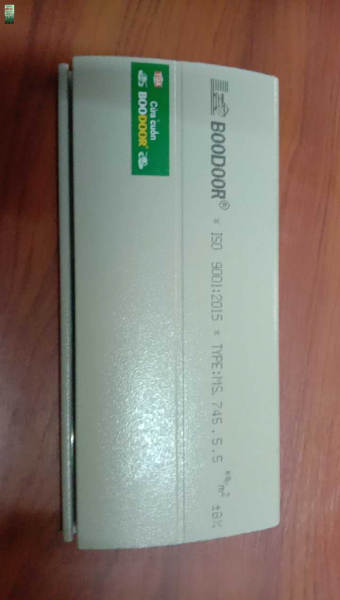 BOODOOR® * ISO 9001:2015 * TYPE:MS. 745 . 5 . 5 kg/m² ±8%
Cửa cuốn
BOODOOR